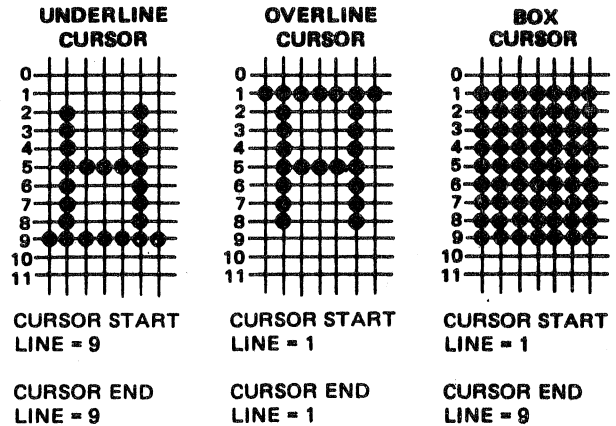 UNDERLINE
CURSOR
0
1
2
3
4
5
6
7
8
9
10
11
CURSOR START
LINE = 9
CURSOR END
LINE = 9
OVERLINE
CURSOR
0
1
2
3
4
5
6
7
8
9
10
11
CURSOR START
LINE = 1
CURSOR END
LINE = 1
BOX
CURSOR
0
1
2
3
4
5
6
7
8
9
10
11
CURSOR START
LINE = 1
CURSOR END
LINE = 9